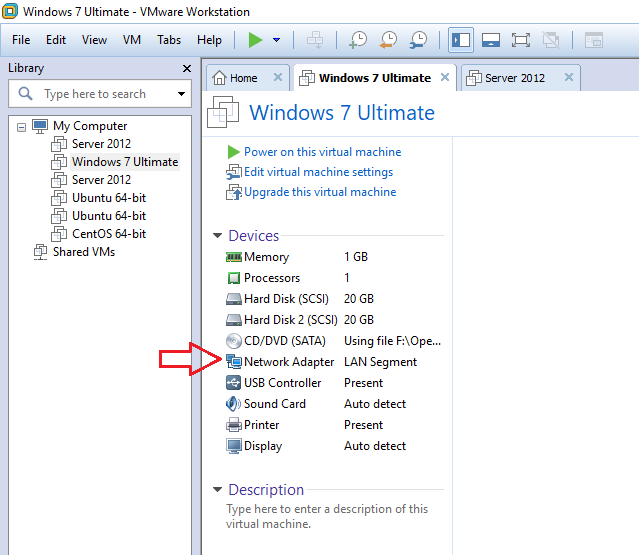 Windows 7 Ultimate - VMware Workstation
File Edit View VM Tabs Help
Library
Type here to search
My Computer
Server 2012
Windows 7 Ultimate
Server 2012
Ubuntu 64-bit
Ubuntu 64-bit
CentOS 64-bit
Shared VMs
Home Windows 7 Ultimate Server 2012
Windows 7 Ultimate
Power on this virtual machine
Edit virtual machine settings
Upgrade this virtual machine
Devices
Memory 1 GB
Processors 1
Hard Disk (SCSI) 20 GB
Hard Disk 2 (SCSI) 20 GB
CD/DVD (SATA) Using file F:\Ope...
Network Adapter LAN Segment
USB Controller Present
Sound Card Auto detect
Printer Present
Display Auto detect
Description
Type here to enter a description of this
virtual machine.